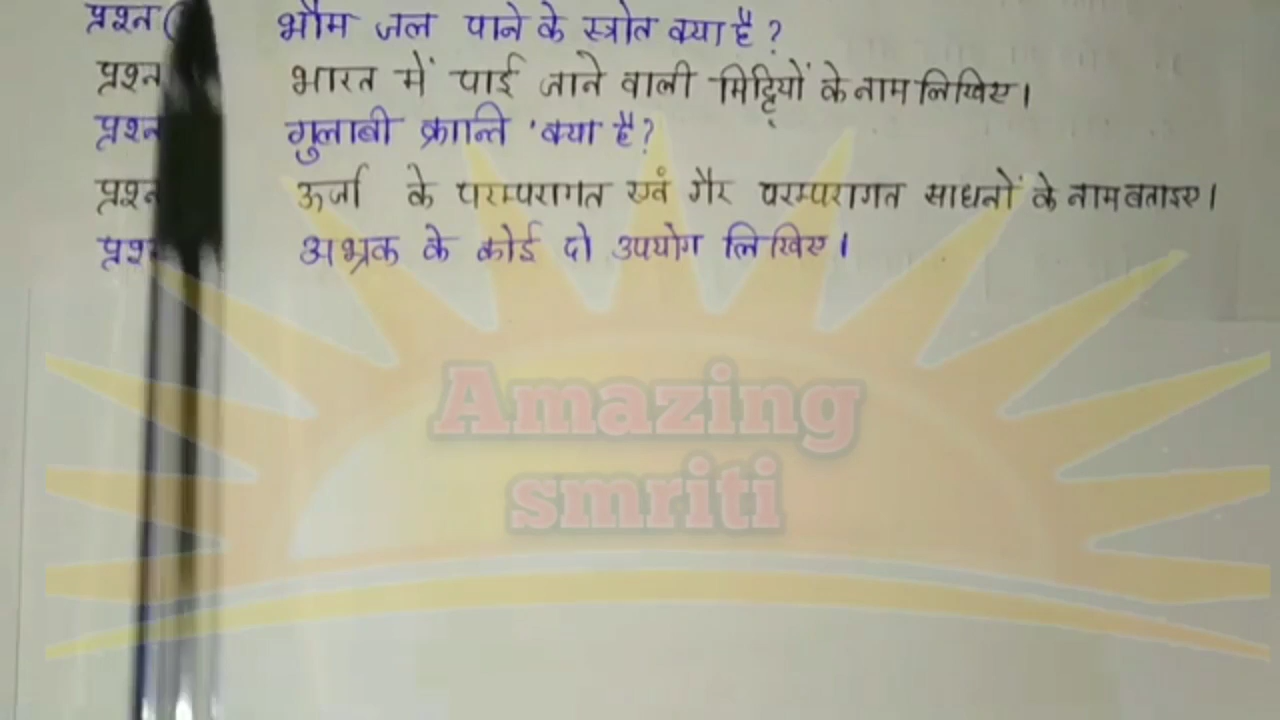 प्रश्न ( भौम जल पाने के स्त्रोत क्या है ?
प्रश्न भारत में पाई जाने वाली मिट्टियों के नाम लिखिए।
प्रश्न गुलाबी क्रान्ति 'क्या है?
प्रश्न ऊर्जा के परम्परागत एवं गैर परम्परागत साधनों के नाम बताइए।
प्रश्न अभ्रक के कोई दो उपयोग लिखिए।
Amazing
smriti